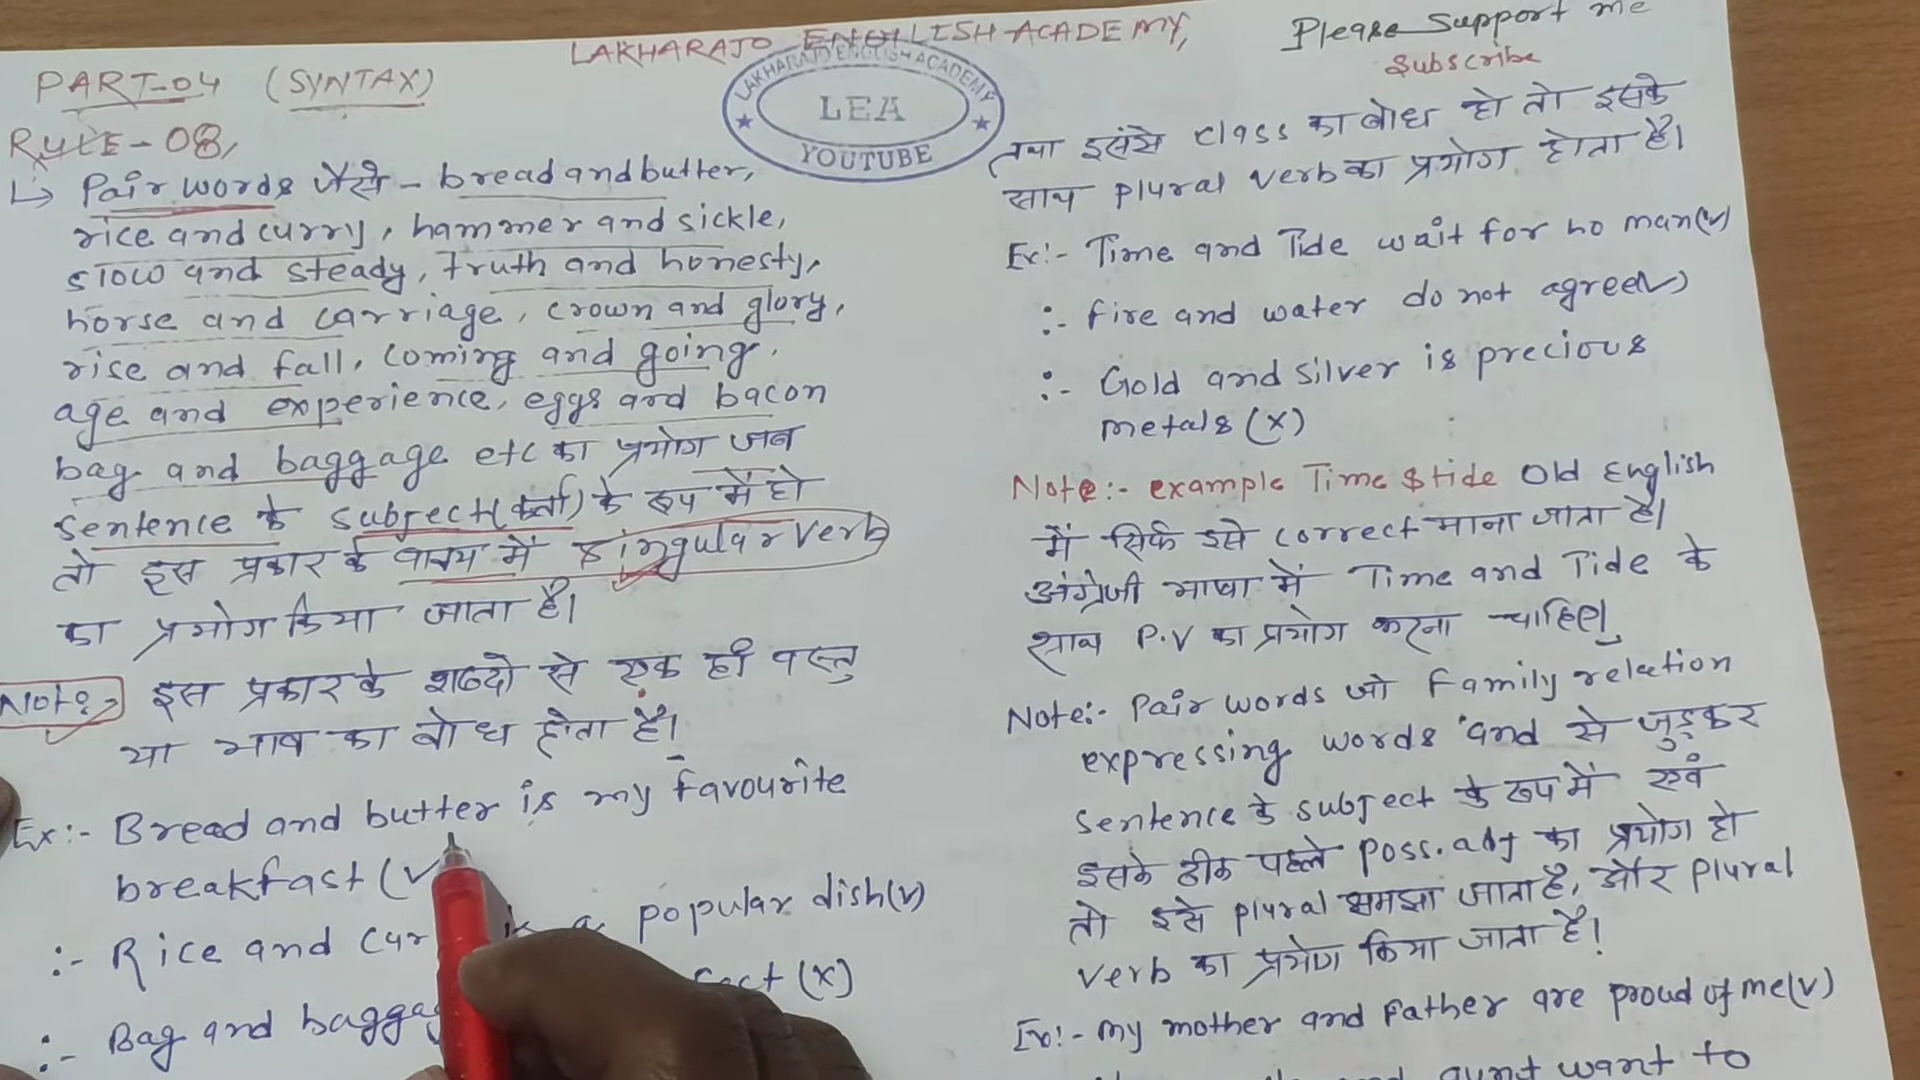 LAKHARAJO ENGLISH ACADEMY,
Please Support me
Subscribe
LAKHARAJO ENGLISH ACADEMY
LEA
YOUTUBE
PART-04 (SYNTAX)
RULE-08,
↳ Pair words जैसे - bread and butter,
rice and curry, hammer and sickle,
slow and steady, truth and honesty,
horse and carriage, crown and glory,
rise and fall, coming and going,
age and experience, eggs and bacon
bag and baggage etc का प्रयोग जब
sentence के subject(कर्ता) के रूप में हो
तो इस प्रकार के वाक्य में singular verb
का प्रयोग किया जाता है।
Note:- इस प्रकार के शब्दो से एक ही वस्तु
या भाव का बोध होता है।
Ex:- Bread and butter is my favourite
breakfast (v
:- Rice and cur a popular dish(v)
:- Bag and bagga (x)
तथा इससे class का बोध हो तो इसके
साथ plural verb का प्रयोग होता है।
Ex:- Time and Tide wait for no man(v)
:- fire and water do not agree(v)
:- Gold and silver is precious
metals (x)
Note:- example Time & tide old English
में सिर्फ इसे correct माना जाता है।
अंग्रेजी भाषा में Time and Tide के
साथ P.V का प्रयोग करना चाहिए।
Note:- Pair words जो family relation
expressing words and से जुड़कर
sentence के subject के रूप में एवं
इसके ठीक पहले poss. adj का प्रयोग हो
तो इसे plural समझा जाता है, और plural
verb का प्रयोग किया जाता है।
Ex:- my mother and father are proud of me(v)
aunt want to